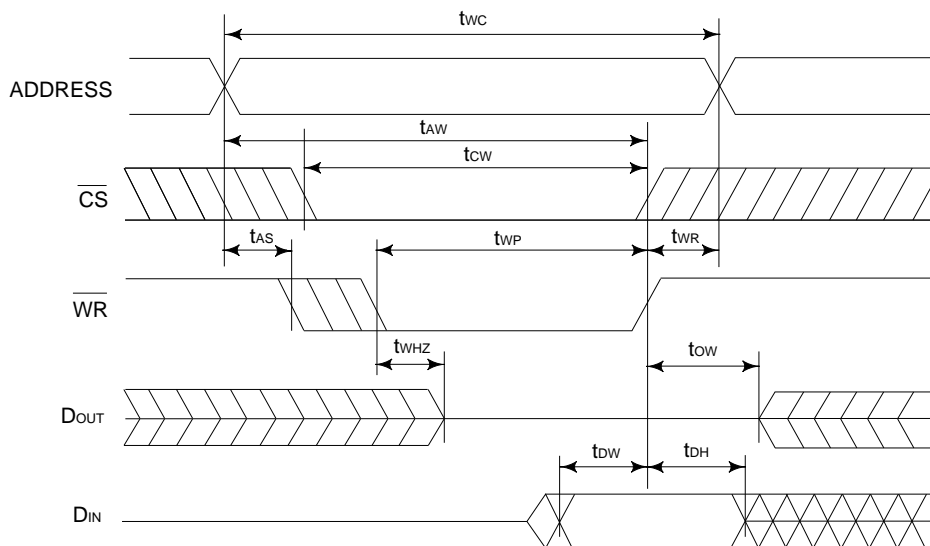 tWC
ADDRESS
tAW
tCW
CS
tAS
tWP
tWR
WR
tWHZ
tOW
DOUT
tDW
tDH
DIN